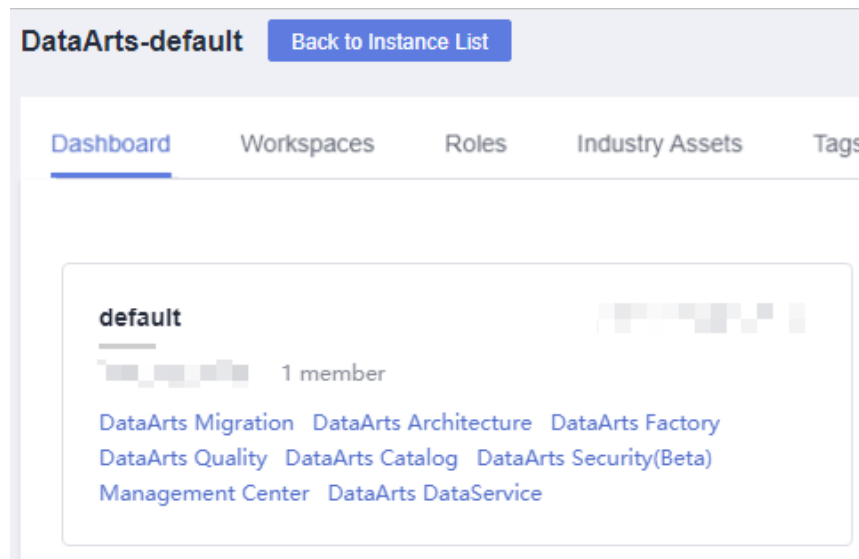 DataArts-default Back to Instance List
Dashboard Workspaces Roles Industry Assets Tags
default
1 member
DataArts Migration DataArts Architecture DataArts Factory
DataArts Quality DataArts Catalog DataArts Security(Beta)
Management Center DataArts DataService